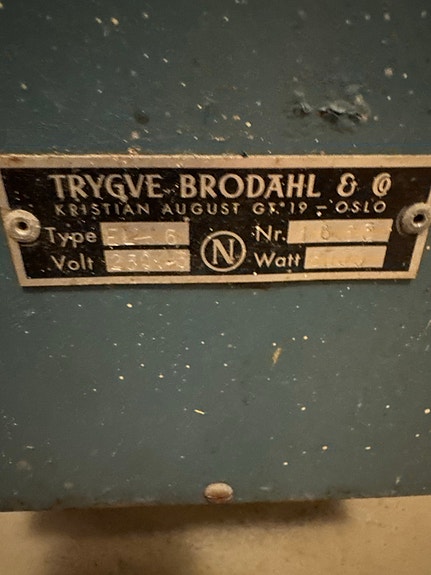 TRYGVE BRODAHL & Co
KRISTIAN AUGUST GT. 19 - OSLO
Type Nr.
N
Volt Watt